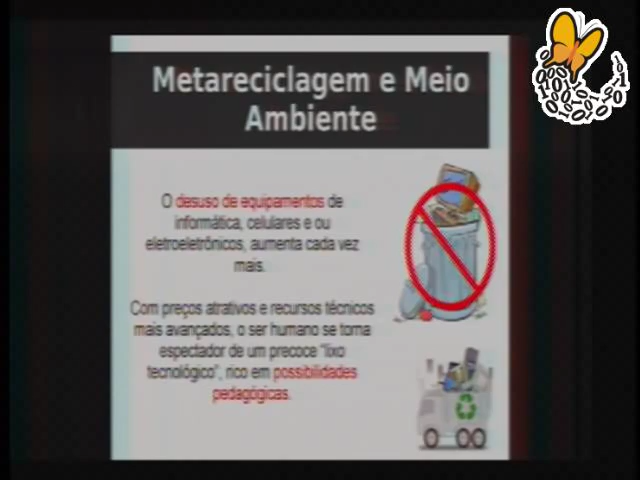 Metareciclagem e Meio
Ambiente
O desuso de equipamentos de
informática, celulares e ou
eletroeletrônicos, aumenta cada vez
mais.
Com preços atrativos e recursos técnicos
mais avançados, o ser humano se torna
espectador de um precoce "lixo
tecnológico", rico em possibilidades
pedagógicas.